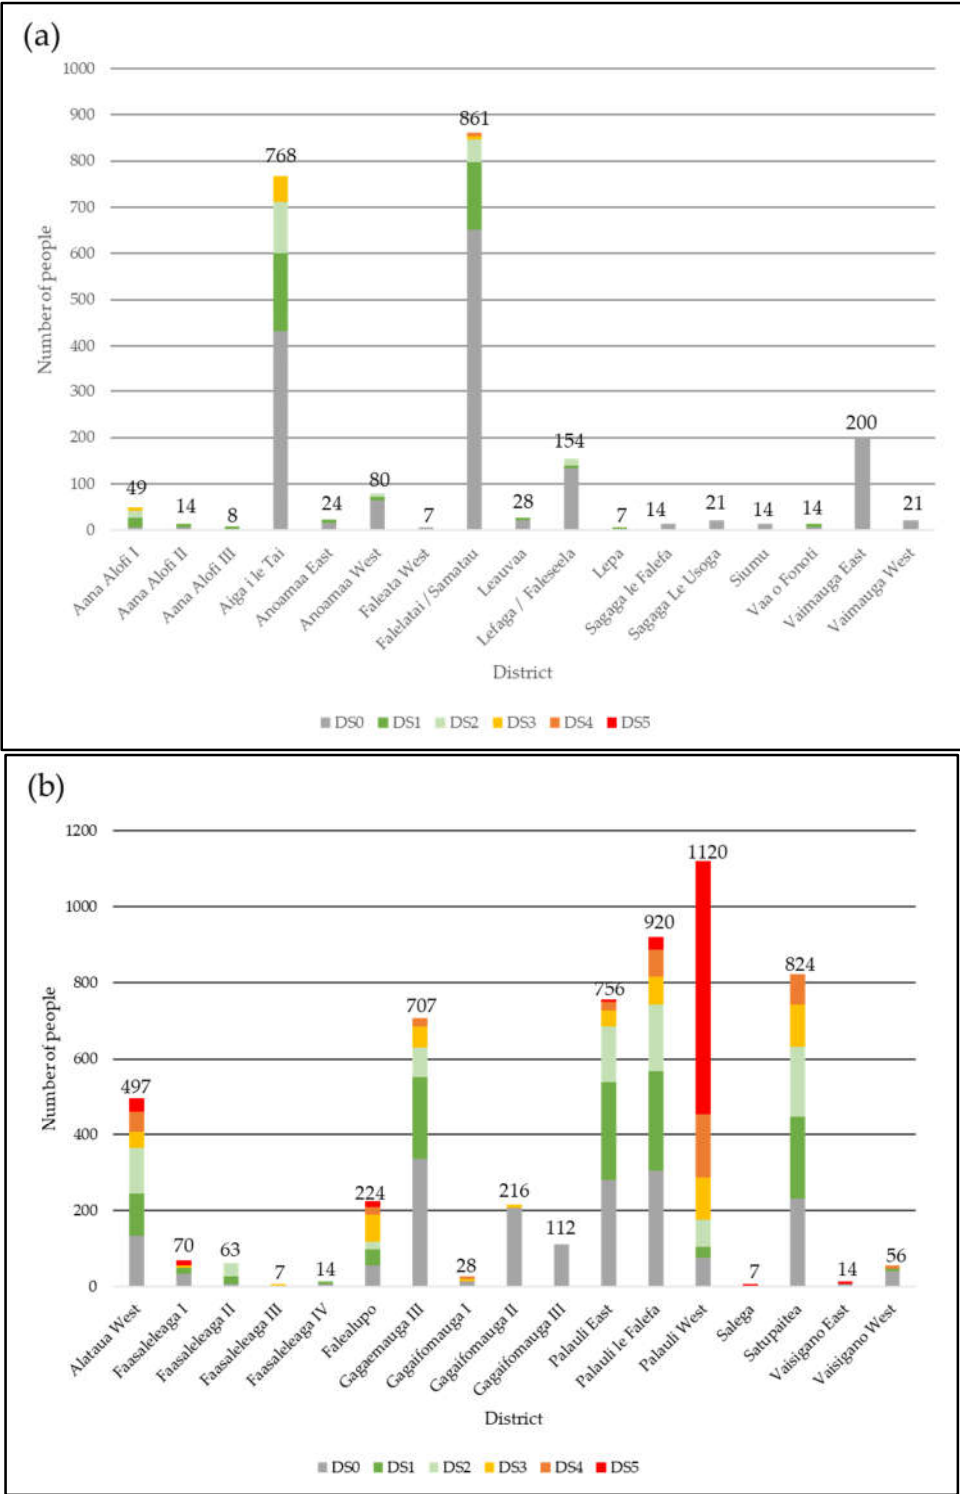 (a)
1000
900
800
700
600
500
400
300
200
100
0
Number of people
49
14
8
768
24
80
7
861
28
154
7
14
21
14
14
200
21
Aana Alofi I
Aana Alofi II
Aana Alofi III
Aiga i le Tai
Anoamaa East
Anoamaa West
Faleata West
Falelatai / Samatau
Leauvaa
Lefaga / Faleseela
Lepa
Sagaga le Falefa
Sagaga Le Usoga
Siumu
Vaa o Fonoti
Vaimauga East
Vaimauga West
District
DS0 DS1 DS2 DS3 DS4 DS5
(b)
1200
1000
800
600
400
200
0
Number of people
497
70
63
7
14
224
707
28
216
112
756
920
1120
7
824
14
56
Alataua West
Faasaleleaga I
Faasaleleaga II
Faasaleleaga III
Faasaleleaga IV
Falealupo
Gagaemauga III
Gagaifomauga I
Gagaifomauga II
Gagaifomauga III
Palauli East
Palauli le Falefa
Palauli West
Salega
Satupaitea
Vaisigano East
Vaisigano West
District
DS0 DS1 DS2 DS3 DS4 DS5